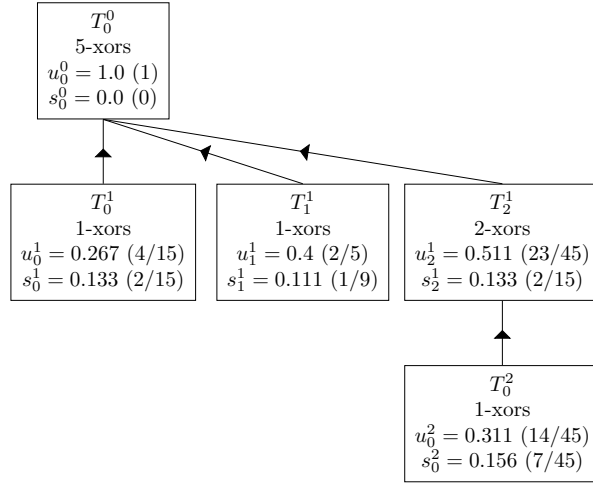 T_0^0
5-xors
u_0^0 = 1.0 (1)
s_0^0 = 0.0 (0)
T_0^1
1-xors
u_0^1 = 0.267 (4/15)
s_0^1 = 0.133 (2/15)
T_1^1
1-xors
u_1^1 = 0.4 (2/5)
s_1^1 = 0.111 (1/9)
T_2^1
2-xors
u_2^1 = 0.511 (23/45)
s_2^1 = 0.133 (2/15)
T_0^2
1-xors
u_0^2 = 0.311 (14/45)
s_0^2 = 0.156 (7/45)